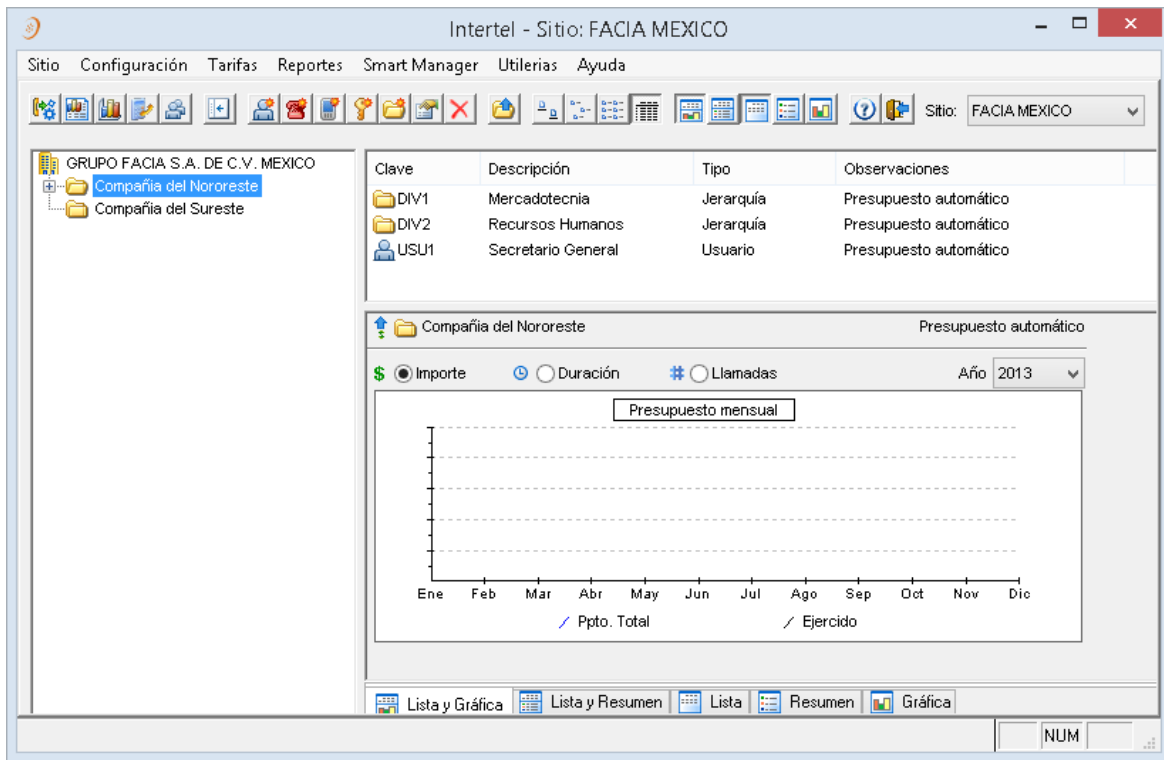 Intertel - Sitio: FACIA MEXICO
Sitio Configuración Tarifas Reportes Smart Manager Utilerias Ayuda
Sitio: FACIA MEXICO
GRUPO FACIA S.A. DE C.V. MEXICO
Compañia del Nororeste
Compañia del Sureste
Clave Descripción Tipo Observaciones
DIV1 Mercadotecnia Jerarquía Presupuesto automático
DIV2 Recursos Humanos Jerarquía Presupuesto automático
USU1 Secretario General Usuario Presupuesto automático
Compañia del Nororeste Presupuesto automático
$ Importe Duración # Llamadas Año 2013
Presupuesto mensual
Ene Feb Mar Abr May Jun Jul Ago Sep Oct Nov Dic
Ppto. Total Ejercido
Lista y Gráfica Lista y Resumen Lista Resumen Gráfica
NUM